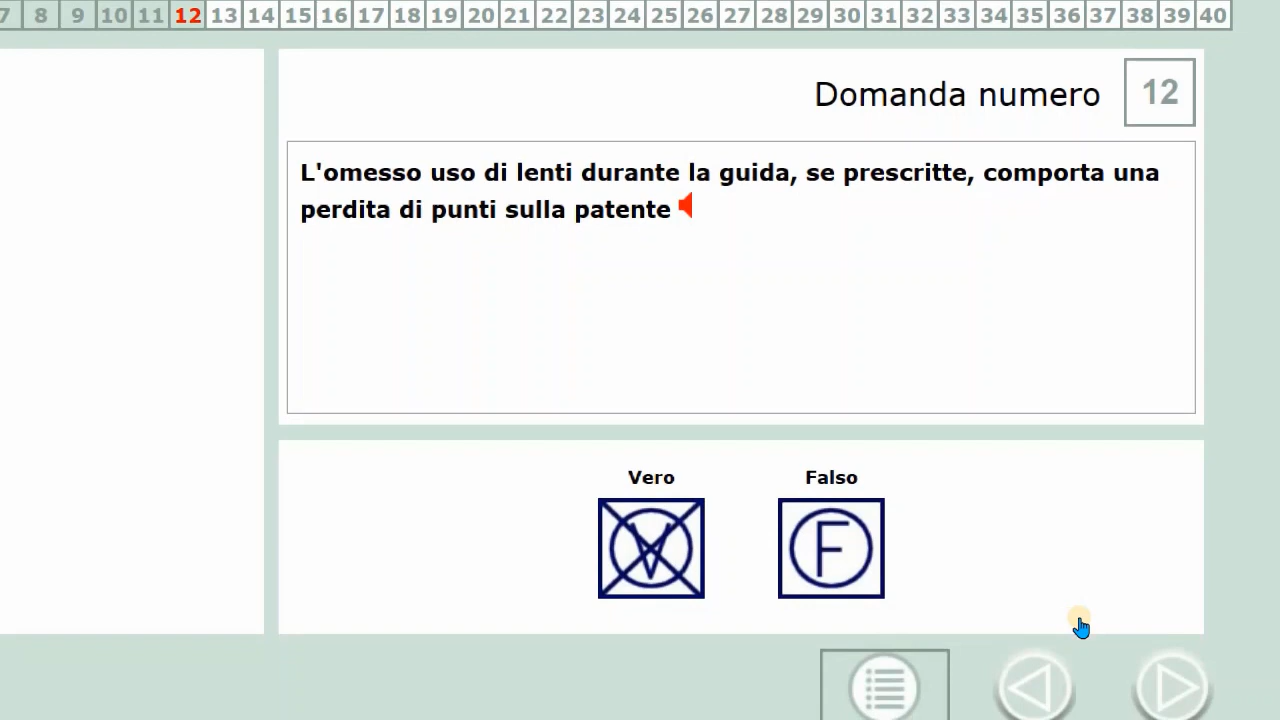 7 8 9 10 11 12 13 14 15 16 17 18 19 20 21 22 23 24 25 26 27 28 29 30 31 32 33 34 35 36 37 38 39 40
Domanda numero 12
L'omesso uso di lenti durante la guida, se prescritte, comporta una
perdita di punti sulla patente
Vero Falso
V F